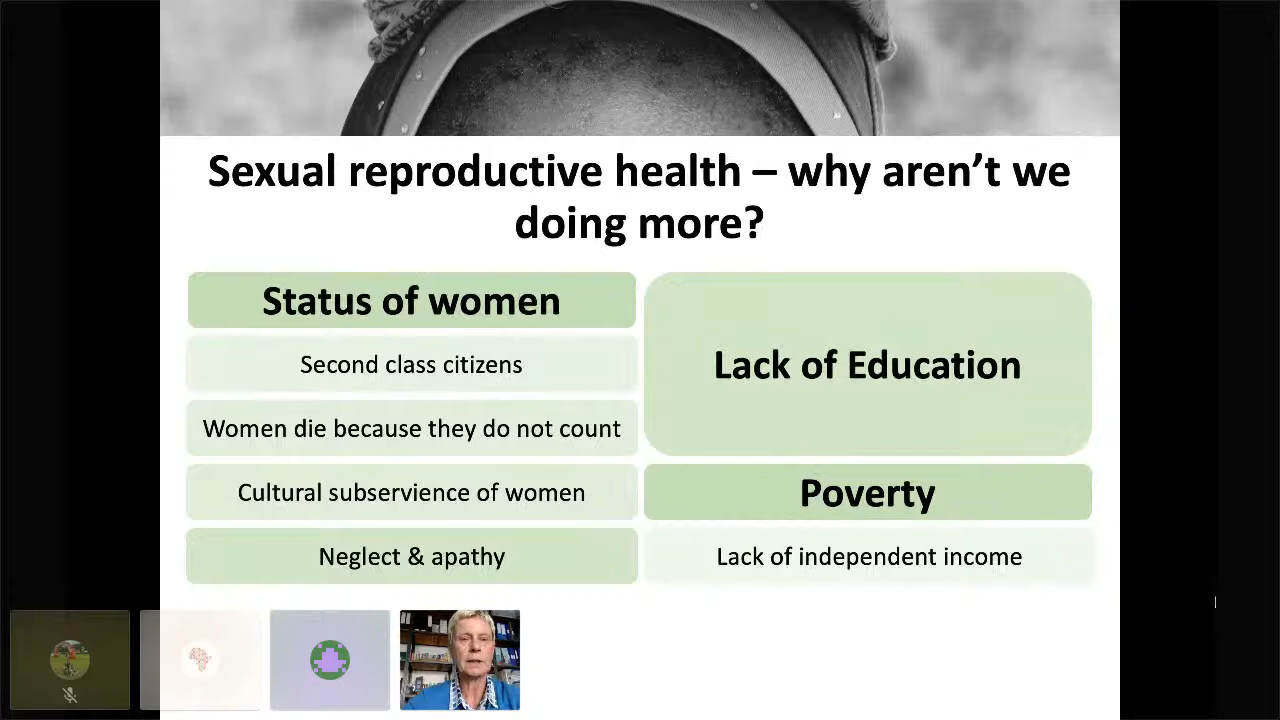 Sexual reproductive health – why aren’t we
doing more?
Status of women
Second class citizens
Women die because they do not count
Cultural subservience of women
Neglect & apathy
Lack of Education
Poverty
Lack of independent income